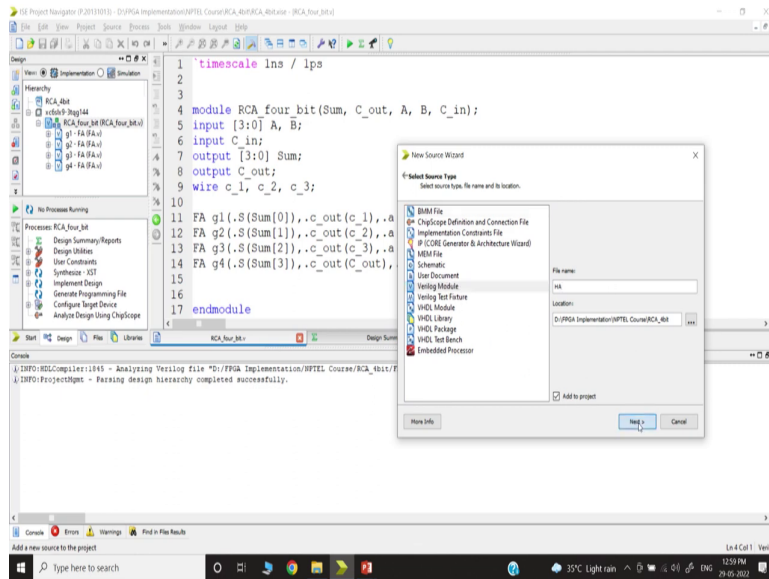 ISE Project Navigator (P.20131013) - D:\FPGA Implementation\NPTEL Course\RCA_4bit\RCA_4bit.xise - [RCA_four_bit.v]
File Edit View Project Source Process Tools Window Layout Help
Design
View: Implementation Simulation
Hierarchy
RCA_4bit
xc6slx9-3tqg144
RCA_four_bit (RCA_four_bit.v)
g1 - FA (FA.v)
g2 - FA (FA.v)
g3 - FA (FA.v)
g4 - FA (FA.v)
No Processes Running
Processes: RCA_four_bit
Design Summary/Reports
Design Utilities
User Constraints
Synthesize - XST
Implement Design
Generate Programming File
Configure Target Device
Analyze Design Using ChipScope
Start Design Files Libraries
1 `timescale 1ns / 1ps
2
3
4 module RCA_four_bit(Sum, C_out, A, B, C_in);
5 input [3:0] A, B;
6 input C_in;
7 output [3:0] Sum;
8 output C_out;
9 wire c_1, c_2, c_3;
10
11 FA g1(.S(Sum[0]),.c_out(c_1),.a
12 FA g2(.S(Sum[1]),.c_out(c_2),.a
13 FA g3(.S(Sum[2]),.c_out(c_3),.a
14 FA g4(.S(Sum[3]),.c_out(C_out),.
15
16
17 endmodule
RCA_four_bit.v
Design Summ
New Source Wizard
Select Source Type
Select source type, file name and its location.
BMM File
ChipScope Definition and Connection File
Implementation Constraints File
IP (CORE Generator & Architecture Wizard)
MEM File
Schematic
User Document
Verilog Module
Verilog Test Fixture
VHDL Module
VHDL Library
VHDL Package
VHDL Test Bench
Embedded Processor
File name:
HA
Location:
D:\FPGA Implementation\NPTEL Course\RCA_4bit
...
Add to project
More Info
Next >
Cancel
Console
INFO:HDLCompiler:1845 - Analyzing Verilog file "D:/FPGA Implementation/NPTEL Course/RCA_4bit/F
INFO:ProjectMgmt - Parsing design hierarchy completed successfully.
Console Errors Warnings Find in Files Results
Add a new source to the project
Ln 4 Col 1 Veri
Type here to search
35°C Light rain
ENG
12:59 PM
29-05-2022